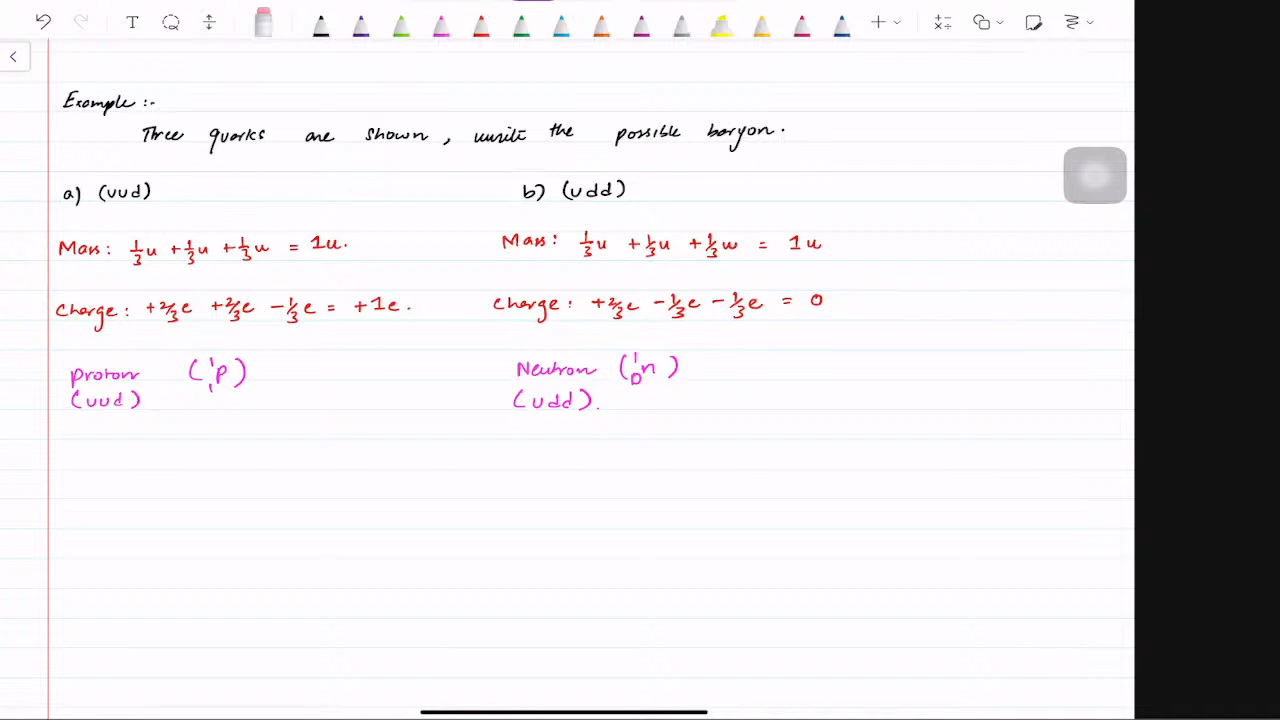 T
Example :-
Three quarks are shown, write the possible baryon.
a) (uud)
b) (udd)
Mass: 1/3u + 1/3u + 1/3u = 1u.
Mass: 1/3u + 1/3u + 1/3u = 1u
Charge: +2/3e +2/3e -1/3e = +1e.
Charge: +2/3e -1/3e -1/3e = 0
proton (¹₁p)
(uud)
Neutron (¹₀n)
(udd).